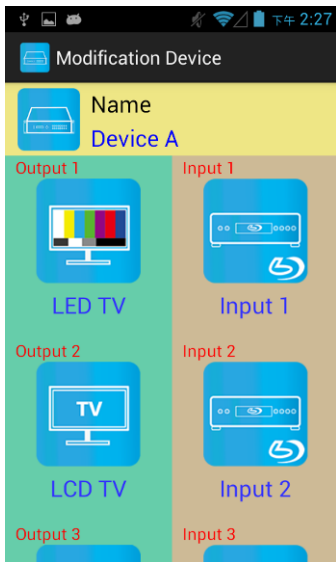 下午 2:27
Modification Device
Name
Device A
Output 1
Input 1
TV
LED TV
Input 1
Output 2
Input 2
LCD TV
Input 2
Output 3
Input 3